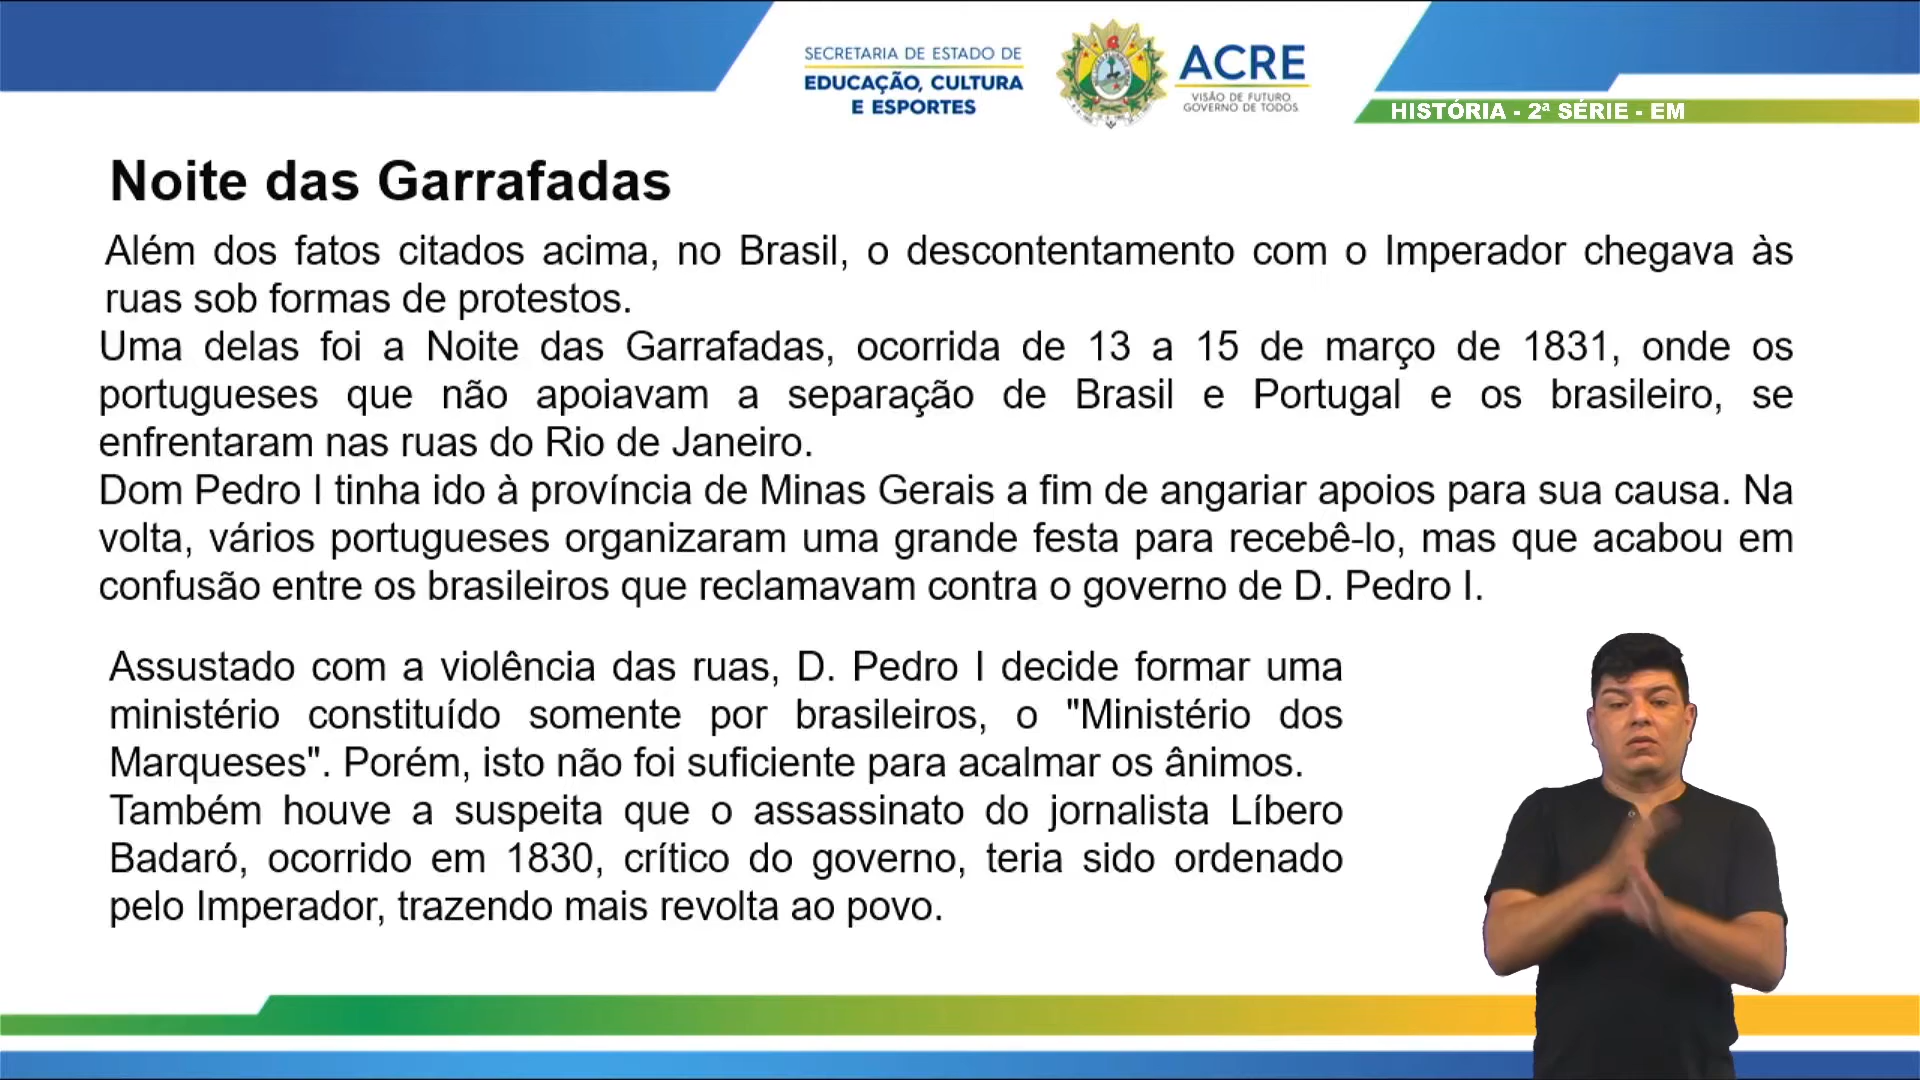 SECRETARIA DE ESTADO DE
EDUCAÇÃO, CULTURA
E ESPORTES
ACRE
VISÃO DE FUTURO
GOVERNO DE TODOS
HISTÓRIA - 2ª SÉRIE - EM
Noite das Garrafadas
Além dos fatos citados acima, no Brasil, o descontentamento com o Imperador chegava às
ruas sob formas de protestos.
Uma delas foi a Noite das Garrafadas, ocorrida de 13 a 15 de março de 1831, onde os
portugueses que não apoiavam a separação de Brasil e Portugal e os brasileiro, se
enfrentaram nas ruas do Rio de Janeiro.
Dom Pedro I tinha ido à província de Minas Gerais a fim de angariar apoios para sua causa. Na
volta, vários portugueses organizaram uma grande festa para recebê-lo, mas que acabou em
confusão entre os brasileiros que reclamavam contra o governo de D. Pedro I.
Assustado com a violência das ruas, D. Pedro I decide formar uma
ministério constituído somente por brasileiros, o "Ministério dos
Marqueses". Porém, isto não foi suficiente para acalmar os ânimos.
Também houve a suspeita que o assassinato do jornalista Líbero
Badaró, ocorrido em 1830, crítico do governo, teria sido ordenado
pelo Imperador, trazendo mais revolta ao povo.